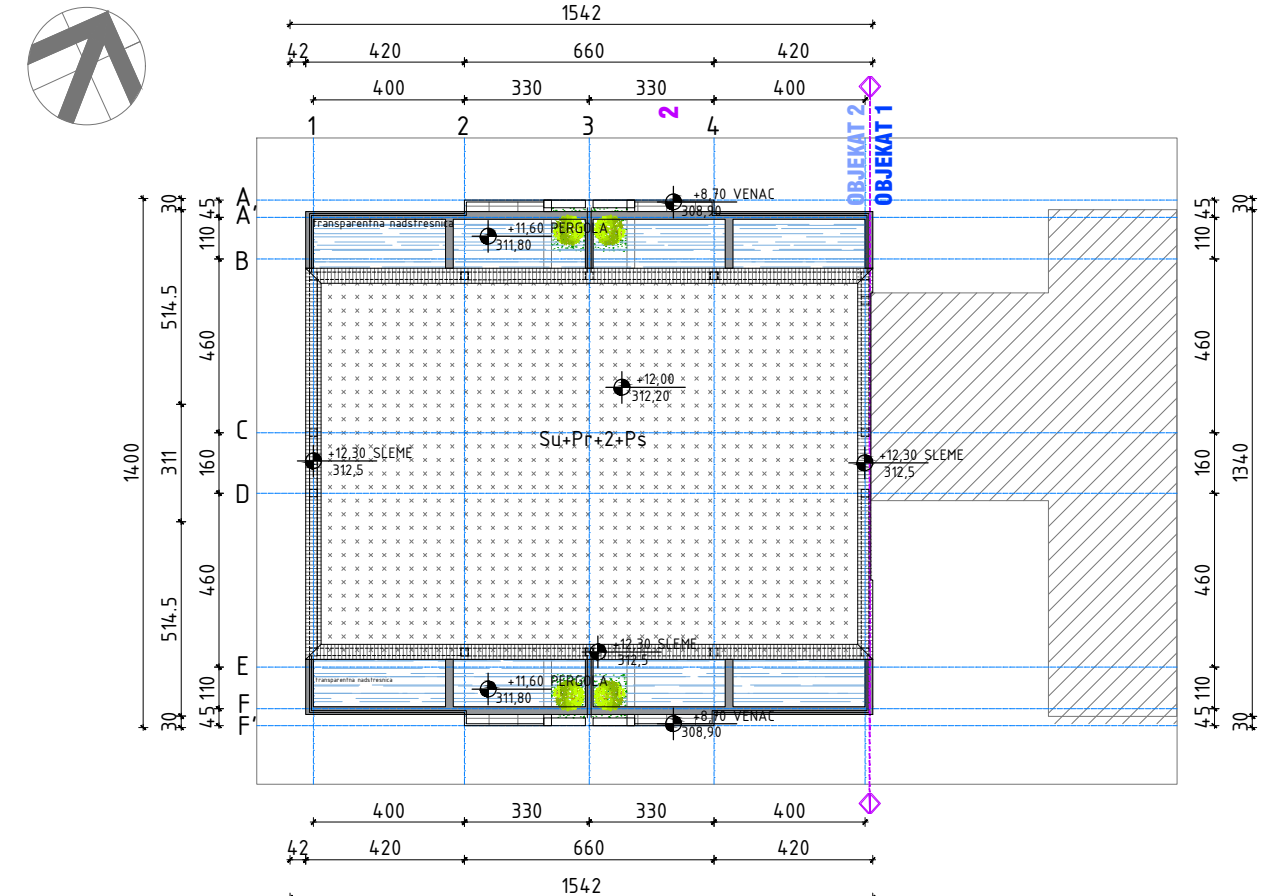 1542
42 420 660 420
400 330 330 400
2
1 2 3 4
OBJEKAT 2
OBJEKAT 1
A'
A
B
C
D
E
F
F'
30
45
110
514.5
460
1400
311
160
514.5
460
110
45
30
+8,70 VENAC
308,90
transparentna nadstresnica
+11,60 PERGOLA
311,80
+12,00
312,20
Su+Pr+2+Ps
+12,30 SLEME
312,5
+12,30 SLEME
312,5
+12,30 SLEME
312,5
transparentna nadstresnica
+11,60 PERGOLA
311,80
+8,70 VENAC
308,90
45
30
110
460
160
1340
460
110
45
30
400 330 330 400
42 420 660 420
1542